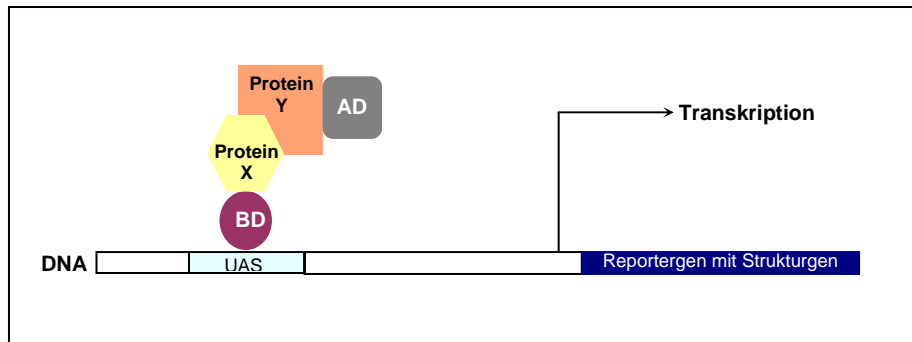 Protein
Y
AD
Transkription
Protein
X
BD
DNA
UAS
Reportergen mit Strukturgen